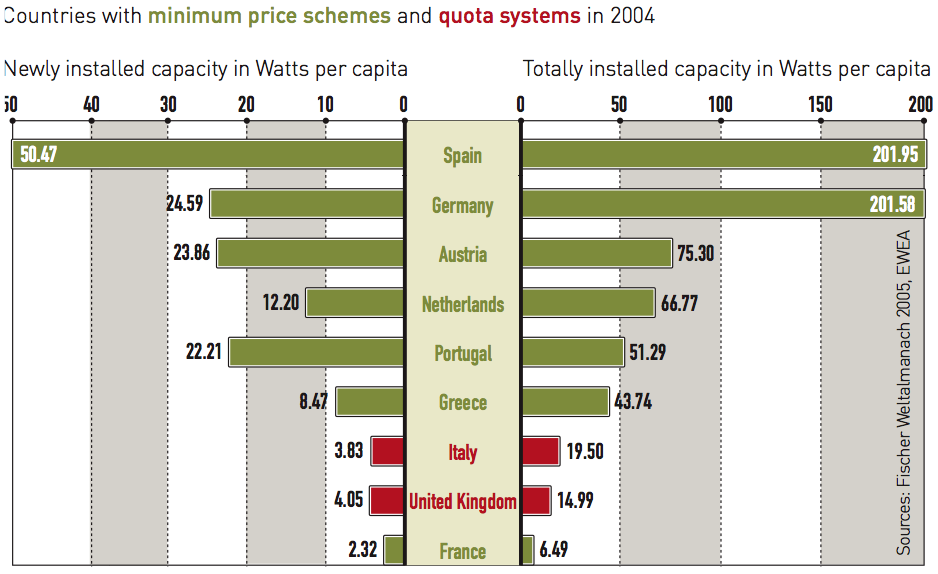 Countries with minimum price schemes and quota systems in 2004
Newly installed capacity in Watts per capita
Totally installed capacity in Watts per capita
50 40 30 20 10 0
0 50 100 150 200
50.47 Spain 201.95
24.59 Germany 201.58
23.86 Austria 75.30
12.20 Netherlands 66.77
22.21 Portugal 51.29
8.47 Greece 43.74
3.83 Italy 19.50
4.05 United Kingdom 14.99
2.32 France 6.49
Sources: Fischer Weltalmanach 2005, EWEA